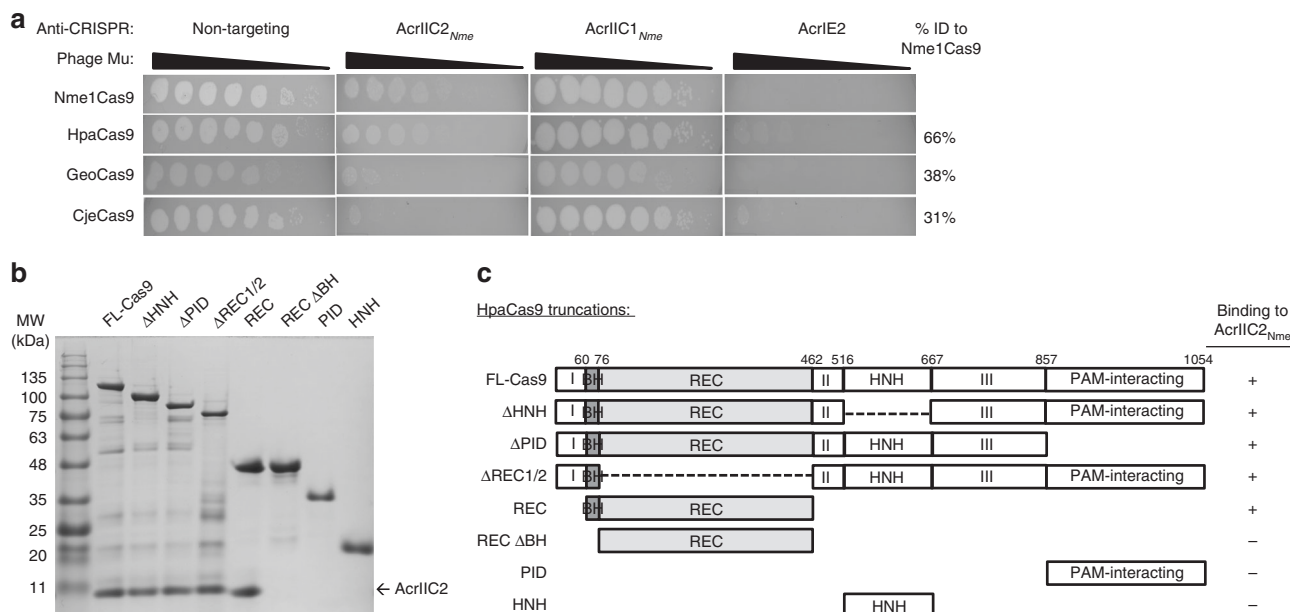 a
Anti-CRISPR: Non-targeting AcrIIC2Nme AcrIIC1Nme AcrIE2 % ID to Nme1Cas9
Phage Mu:
Nme1Cas9
HpaCas9 66%
GeoCas9 38%
CjeCas9 31%
b
FL-Cas9 ΔHNH ΔPID ΔREC1/2 REC REC ΔBH PID HNH
MW
(kDa)
135
100
75
63
48
35
25
20
11
← AcrIIC2
c
HpaCas9 truncations:
Binding to
AcrIIC2Nme
60 76 462 516 667 857 1054
FL-Cas9 I BH REC II HNH III PAM-interacting +
ΔHNH I BH REC II III PAM-interacting +
ΔPID I BH REC II HNH III +
ΔREC1/2 I BH II HNH III PAM-interacting +
REC BH REC +
REC ΔBH REC –
PID PAM-interacting –
HNH HNH –